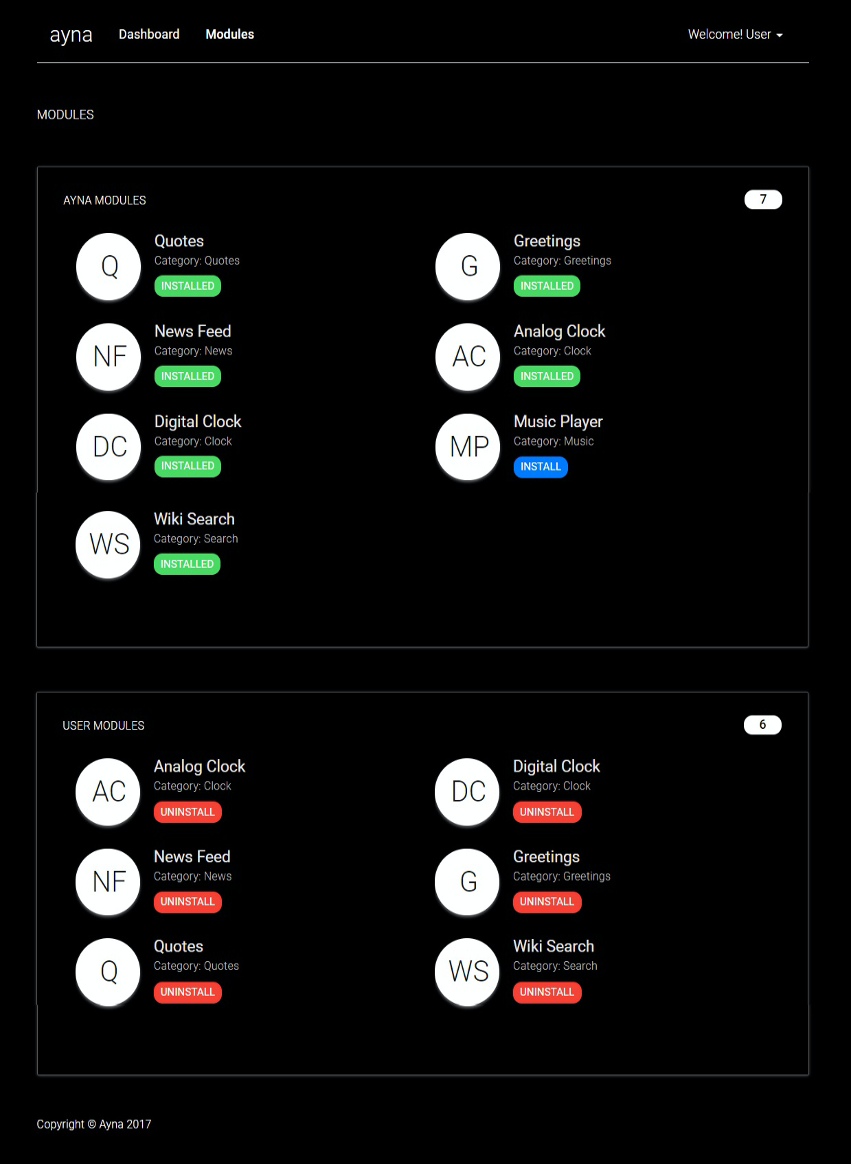 ayna Dashboard Modules Welcome! User
MODULES
AYNA MODULES 7
Q
Quotes
Category: Quotes
INSTALLED
G
Greetings
Category: Greetings
INSTALLED
NF
News Feed
Category: News
INSTALLED
AC
Analog Clock
Category: Clock
INSTALLED
DC
Digital Clock
Category: Clock
INSTALLED
MP
Music Player
Category: Music
INSTALL
WS
Wiki Search
Category: Search
INSTALLED
USER MODULES 6
AC
Analog Clock
Category: Clock
UNINSTALL
DC
Digital Clock
Category: Clock
UNINSTALL
NF
News Feed
Category: News
UNINSTALL
G
Greetings
Category: Greetings
UNINSTALL
Q
Quotes
Category: Quotes
UNINSTALL
WS
Wiki Search
Category: Search
UNINSTALL
Copyright © Ayna 2017